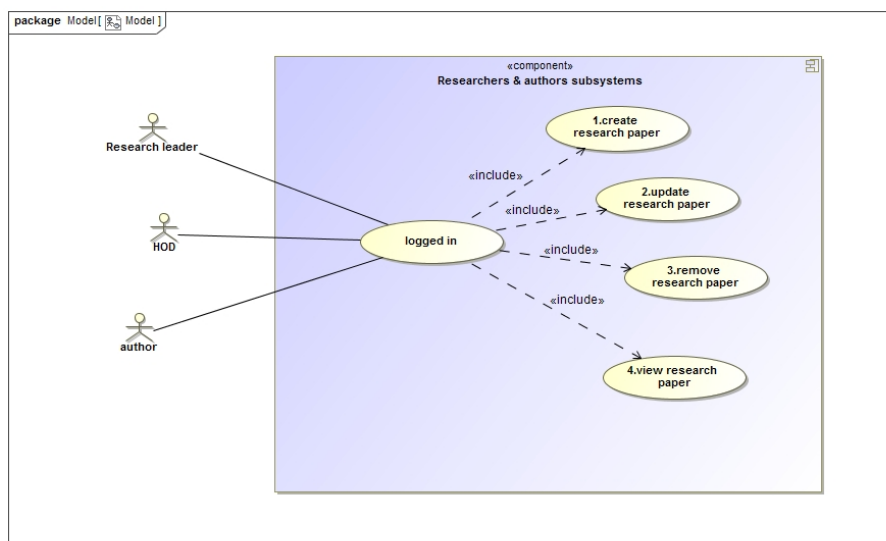 package Model[ Model ]
«component»
Researchers & authors subsystems
1.create
research paper
Research leader
«include»
2.update
research paper
«include»
HOD
logged in
«include»
3.remove
research paper
«include»
author
4.view research
paper